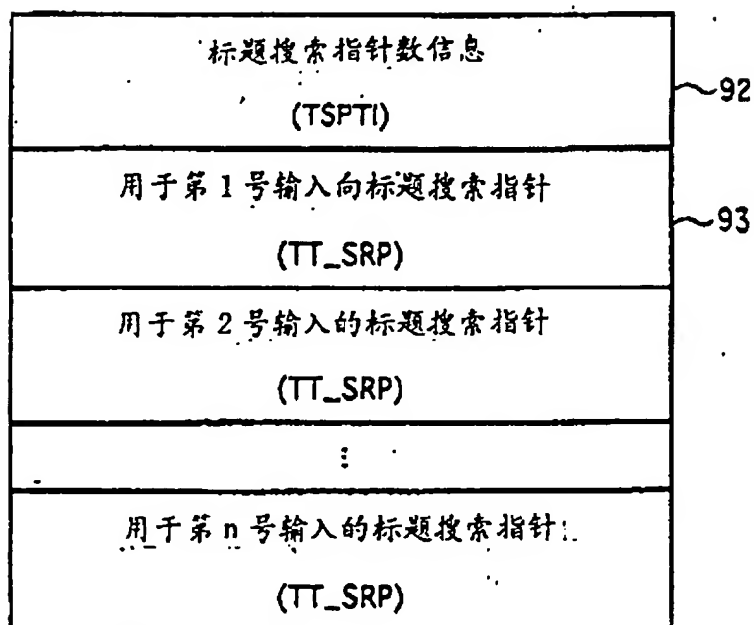 标题搜索指针数信息
(TSPTI)
92
用于第1号输入向标题搜索指针
(TT_SRP)
93
用于第2号输入的标题搜索指针
(TT_SRP)
⋮
用于第n号输入的标题搜索指针
(TT_SRP)